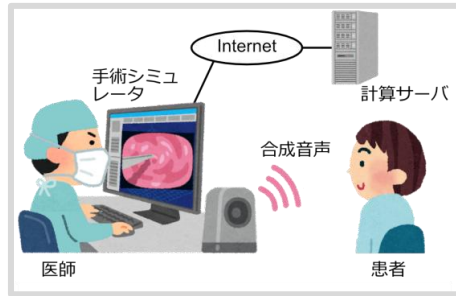 Internet
手術シミュ
レータ
計算サーバ
合成音声
医師
患者